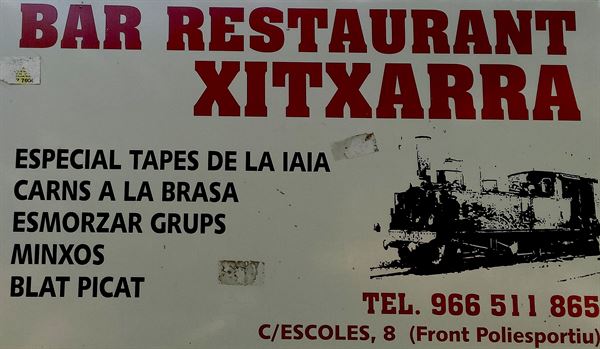 BAR RESTAURANT
XITXARRA
ESPECIAL TAPES DE LA IAIA
CARNS A LA BRASA
ESMORZAR GRUPS
MINXOS
BLAT PICAT
TEL. 966 511 865
C/ESCOLES, 8 (Front Poliesportiu)